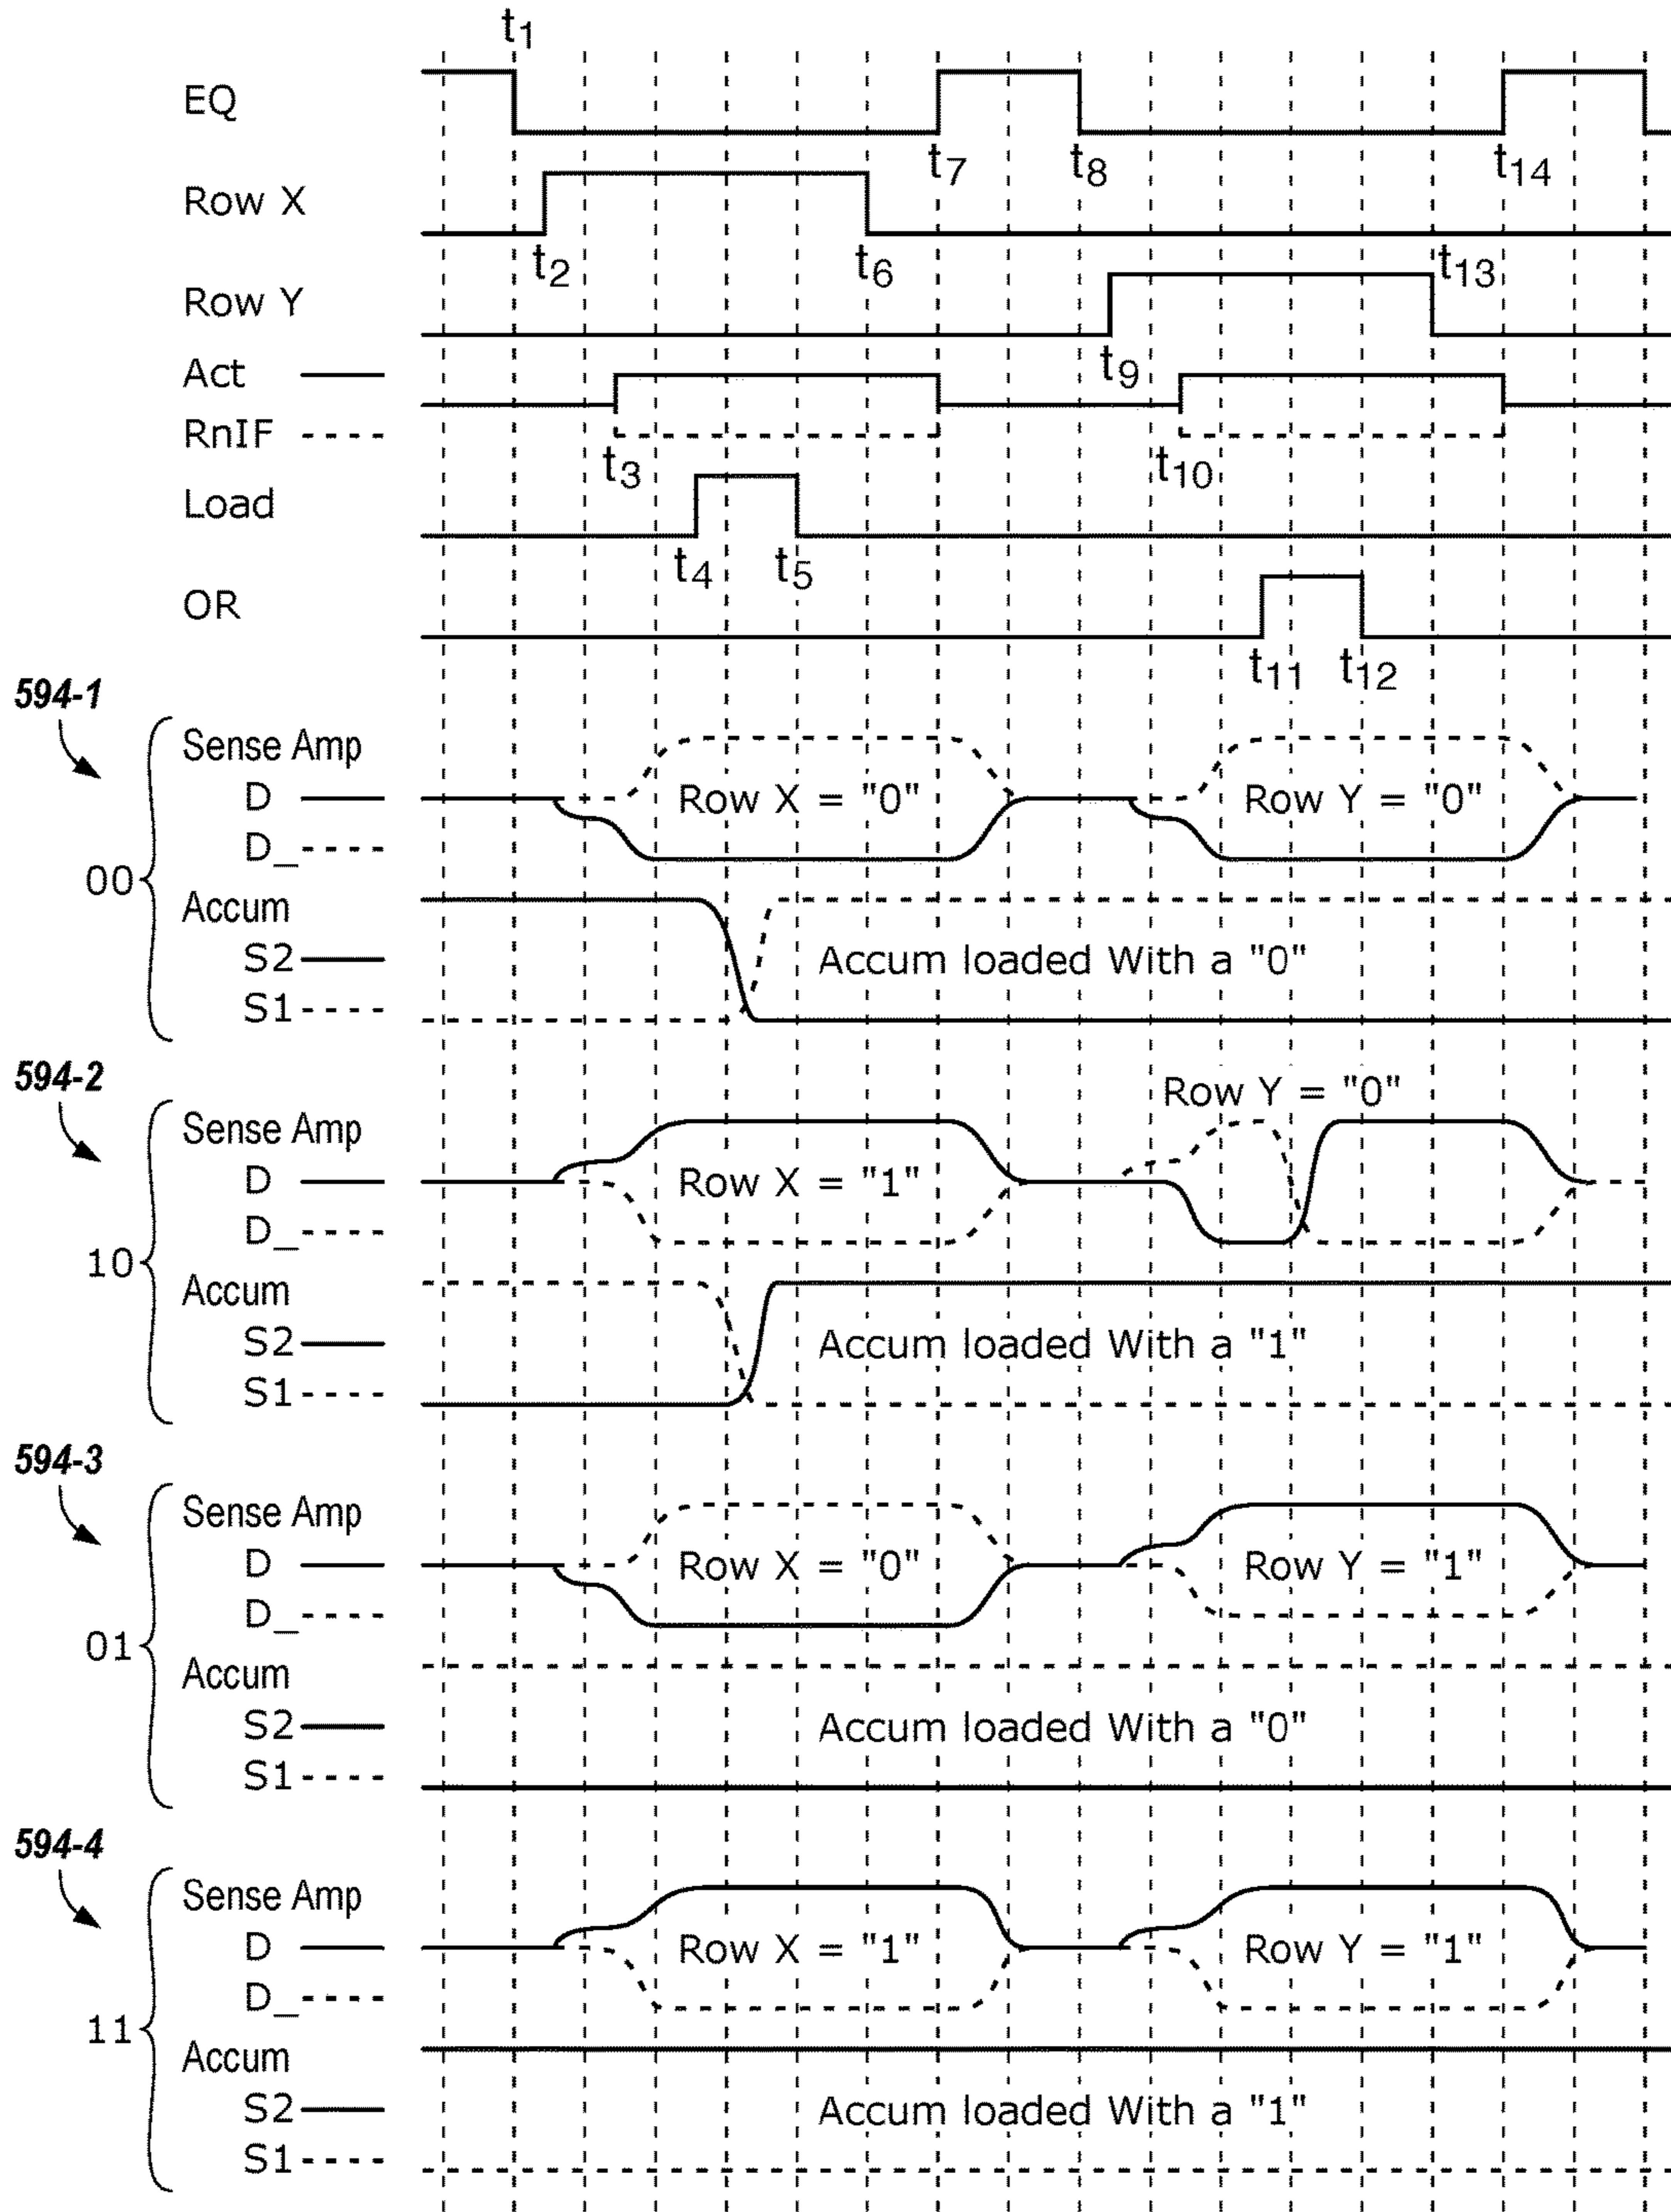 t1
EQ
t7 t8 t14
Row X
t2 t6 t13
Row Y
t9
Act
RnIF
t3 t10
Load
t4 t5
OR
t11 t12
594-1
00
Sense Amp
D
D_
Row X = "0" Row Y = "0"
Accum
S2
S1
Accum loaded With a "0"
594-2
10
Row Y = "0"
Sense Amp
D
D_
Row X = "1"
Accum
S2
S1
Accum loaded With a "1"
594-3
01
Sense Amp
D
D_
Row X = "0" Row Y = "1"
Accum
S2
S1
Accum loaded With a "0"
594-4
11
Sense Amp
D
D_
Row X = "1" Row Y = "1"
Accum
S2
S1
Accum loaded With a "1"